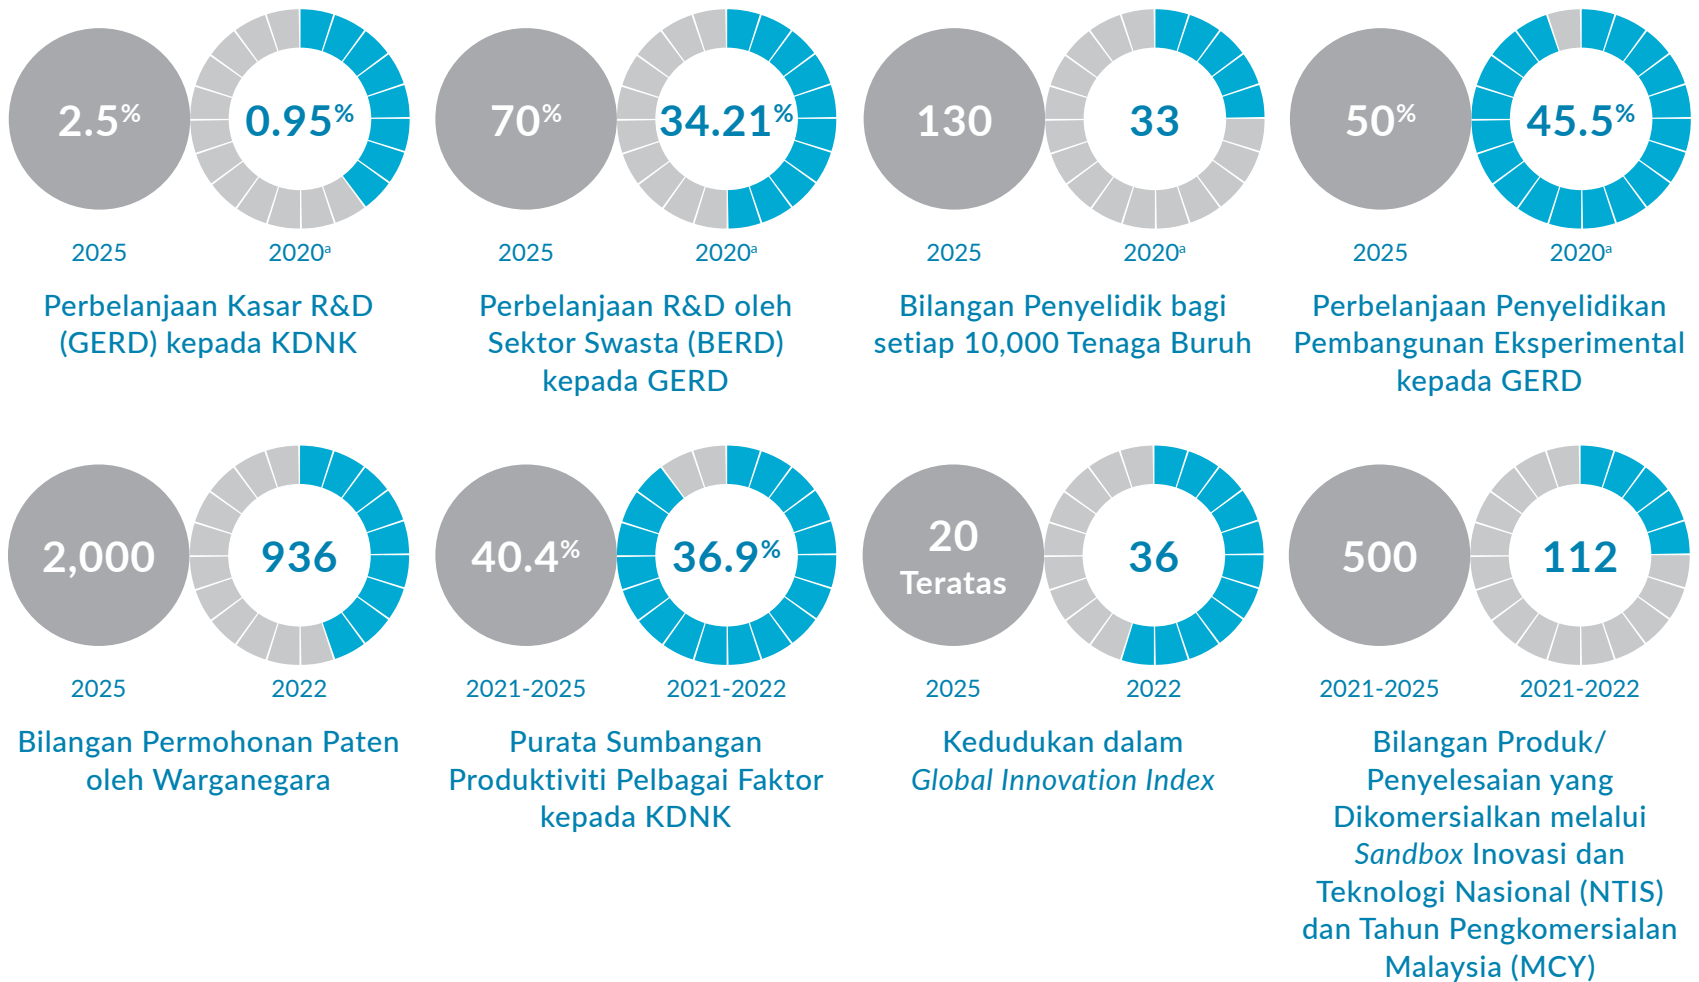 2.5%
0.95%
2025
2020ᵃ
Perbelanjaan Kasar R&D
(GERD) kepada KDNK
70%
34.21%
2025
2020ᵃ
Perbelanjaan R&D oleh
Sektor Swasta (BERD)
kepada GERD
130
33
2025
2020ᵃ
Bilangan Penyelidik bagi
setiap 10,000 Tenaga Buruh
50%
45.5%
2025
2020ᵃ
Perbelanjaan Penyelidikan
Pembangunan Eksperimental
kepada GERD
2,000
936
2025
2022
Bilangan Permohonan Paten
oleh Warganegara
40.4%
36.9%
2021-2025
2021-2022
Purata Sumbangan
Produktiviti Pelbagai Faktor
kepada KDNK
20
Teratas
36
2025
2022
Kedudukan dalam
Global Innovation Index
500
112
2021-2025
2021-2022
Bilangan Produk/
Penyelesaian yang
Dikomersialkan melalui
Sandbox Inovasi dan
Teknologi Nasional (NTIS)
dan Tahun Pengkomersialan
Malaysia (MCY)